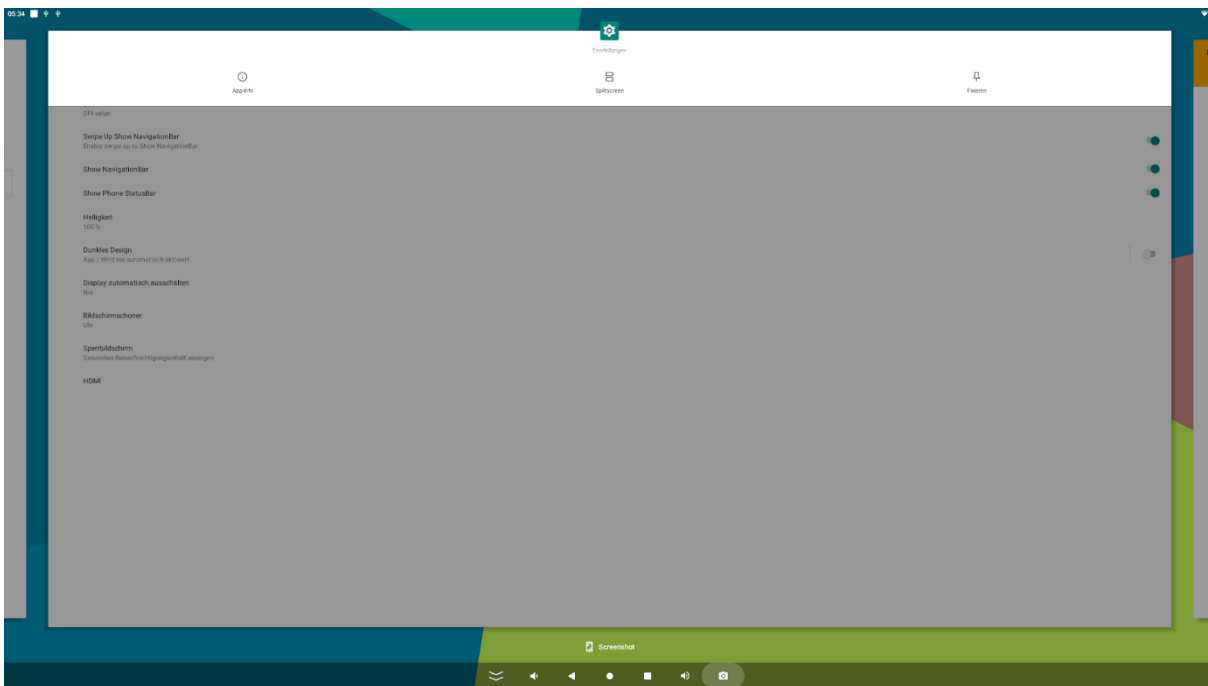 05:34
Einstellungen
App-Info
Splitscreen
Fixieren
DPI value
Swipe Up Show NavigationBar
Enable swipe up to Show NavigationBar
Show NavigationBar
Show Phone StatusBar
Helligkeit
100 %
Dunkles Design
Aus / Wird nie automatisch aktiviert
Display automatisch ausschalten
Nie
Bildschirmschoner
Uhr
Sperrbildschirm
Gesamten Benachrichtigungsinhalt anzeigen
HDMI
Screenshot